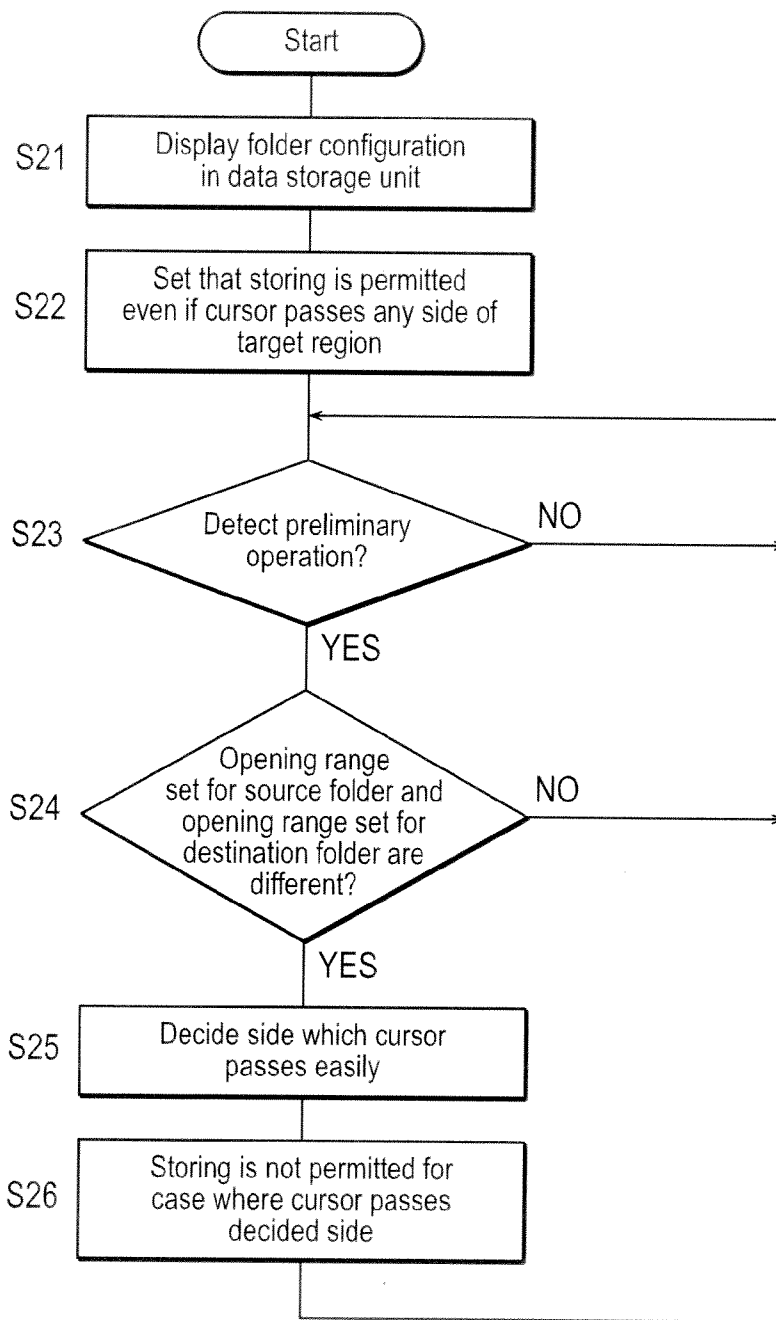 Start
S21
Display folder configuration
in data storage unit
S22
Set that storing is permitted
even if cursor passes any side of
target region
S23
Detect preliminary
operation?
NO
YES
S24
Opening range
set for source folder and
opening range set for
destination folder are
different?
NO
YES
S25
Decide side which cursor
passes easily
S26
Storing is not permitted for
case where cursor passes
decided side